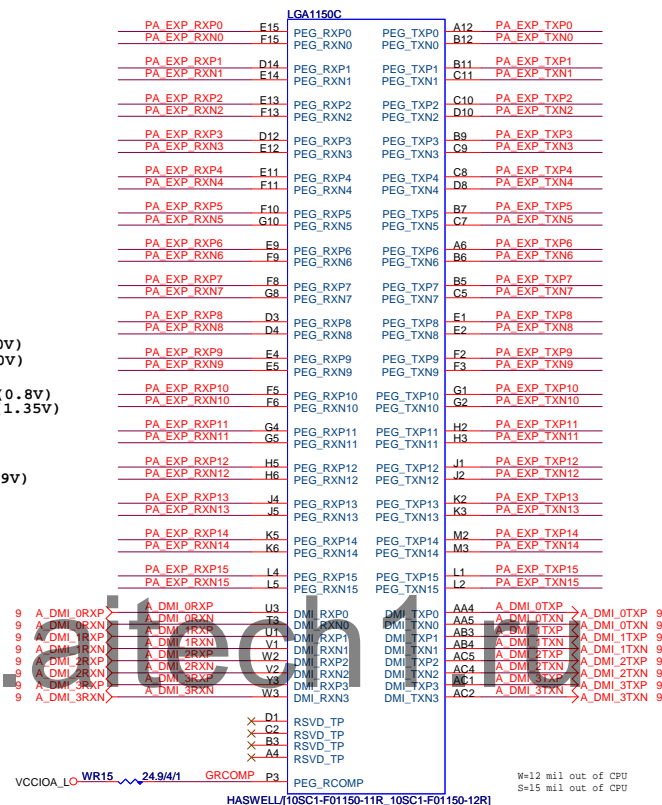 LGA1150C
PA_EXP_RXP0 E15 PEG_RXP0 PEG_TXP0 A12 PA_EXP_TXP0
PA_EXP_RXN0 F15 PEG_RXN0 PEG_TXN0 B12 PA_EXP_TXN0
PA_EXP_RXP1 D14 PEG_RXP1 PEG_TXP1 B11 PA_EXP_TXP1
PA_EXP_RXN1 E14 PEG_RXN1 PEG_TXN1 C11 PA_EXP_TXN1
PA_EXP_RXP2 E13 PEG_RXP2 PEG_TXP2 C10 PA_EXP_TXP2
PA_EXP_RXN2 F13 PEG_RXN2 PEG_TXN2 D10 PA_EXP_TXN2
PA_EXP_RXP3 D12 PEG_RXP3 PEG_TXP3 B9 PA_EXP_TXP3
PA_EXP_RXN3 E12 PEG_RXN3 PEG_TXN3 C9 PA_EXP_TXN3
PA_EXP_RXP4 E11 PEG_RXP4 PEG_TXP4 C8 PA_EXP_TXP4
PA_EXP_RXN4 F11 PEG_RXN4 PEG_TXN4 D8 PA_EXP_TXN4
PA_EXP_RXP5 F10 PEG_RXP5 PEG_TXP5 B7 PA_EXP_TXP5
PA_EXP_RXN5 G10 PEG_RXN5 PEG_TXN5 C7 PA_EXP_TXN5
PA_EXP_RXP6 E9 PEG_RXP6 PEG_TXP6 A6 PA_EXP_TXP6
PA_EXP_RXN6 F9 PEG_RXN6 PEG_TXN6 B6 PA_EXP_TXN6
PA_EXP_RXP7 F8 PEG_RXP7 PEG_TXP7 B5 PA_EXP_TXP7
PA_EXP_RXN7 G8 PEG_RXN7 PEG_TXN7 C5 PA_EXP_TXN7
PA_EXP_RXP8 D3 PEG_RXP8 PEG_TXP8 E1 PA_EXP_TXP8
PA_EXP_RXN8 D4 PEG_RXN8 PEG_TXN8 E2 PA_EXP_TXN8
0V)
PA_EXP_RXP9 E4 PEG_RXP9 PEG_TXP9 F2 PA_EXP_TXP9
0V)
PA_EXP_RXN9 E5 PEG_RXN9 PEG_TXN9 F3 PA_EXP_TXN9
(0.8V)
PA_EXP_RXP10 F5 PEG_RXP10 PEG_TXP10 G1 PA_EXP_TXP10
1.35V)
PA_EXP_RXN10 F6 PEG_RXN10 PEG_TXN10 G2 PA_EXP_TXN10
PA_EXP_RXP11 G4 PEG_RXP11 PEG_TXP11 H2 PA_EXP_TXP11
PA_EXP_RXN11 G5 PEG_RXN11 PEG_TXN11 H3 PA_EXP_TXN11
PA_EXP_RXP12 H5 PEG_RXP12 PEG_TXP12 J1 PA_EXP_TXP12
PA_EXP_RXN12 H6 PEG_RXN12 PEG_TXN12 J2 PA_EXP_TXN12
9V)
PA_EXP_RXP13 J4 PEG_RXP13 PEG_TXP13 K2 PA_EXP_TXP13
PA_EXP_RXN13 J5 PEG_RXN13 PEG_TXN13 K3 PA_EXP_TXN13
PA_EXP_RXP14 K5 PEG_RXP14 PEG_TXP14 M2 PA_EXP_TXP14
PA_EXP_RXN14 K6 PEG_RXN14 PEG_TXN14 M3 PA_EXP_TXN14
PA_EXP_RXP15 L4 PEG_RXP15 PEG_TXP15 L1 PA_EXP_TXP15
PA_EXP_RXN15 L5 PEG_RXN15 PEG_TXN15 L2 PA_EXP_TXN15
9 A_DMI_0RXP A_DMI_0RXP U3 DMI_RXP0 DMI_TXP0 AA4 A_DMI_0TXP A_DMI_0TXP 9
9 A_DMI_0RXN A_DMI_0RXN T3 DMI_RXN0 DMI_TXN0 AA5 A_DMI_0TXN A_DMI_0TXN 9
9 A_DMI_1RXP A_DMI_1RXP U1 DMI_RXP1 DMI_TXP1 AB3 A_DMI_1TXP A_DMI_1TXP 9
9 A_DMI_1RXN A_DMI_1RXN V1 DMI_RXN1 DMI_TXN1 AB4 A_DMI_1TXN A_DMI_1TXN 9
9 A_DMI_2RXP A_DMI_2RXP W2 DMI_RXP2 DMI_TXP2 AC5 A_DMI_2TXP A_DMI_2TXP 9
9 A_DMI_2RXN A_DMI_2RXN V2 DMI_RXN2 DMI_TXN2 AC4 A_DMI_2TXN A_DMI_2TXN 9
9 A_DMI_3RXP A_DMI_3RXP Y3 DMI_RXP3 DMI_TXP3 AC1 A_DMI_3TXP A_DMI_3TXP 9
9 A_DMI_3RXN A_DMI_3RXN W3 DMI_RXN3 DMI_TXN3 AC2 A_DMI_3TXN A_DMI_3TXN 9
.aitech1.ru
D1 RSVD_TP
C2 RSVD_TP
B3 RSVD_TP
A4 RSVD_TP
VCCIOA_L WR15 24.9/4/1 GRCOMP P3 PEG_RCOMP
W=12 mil out of CPU
S=15 mil out of CPU
HASWELL/[10SC1-F01150-11R_10SC1-F01150-12R]